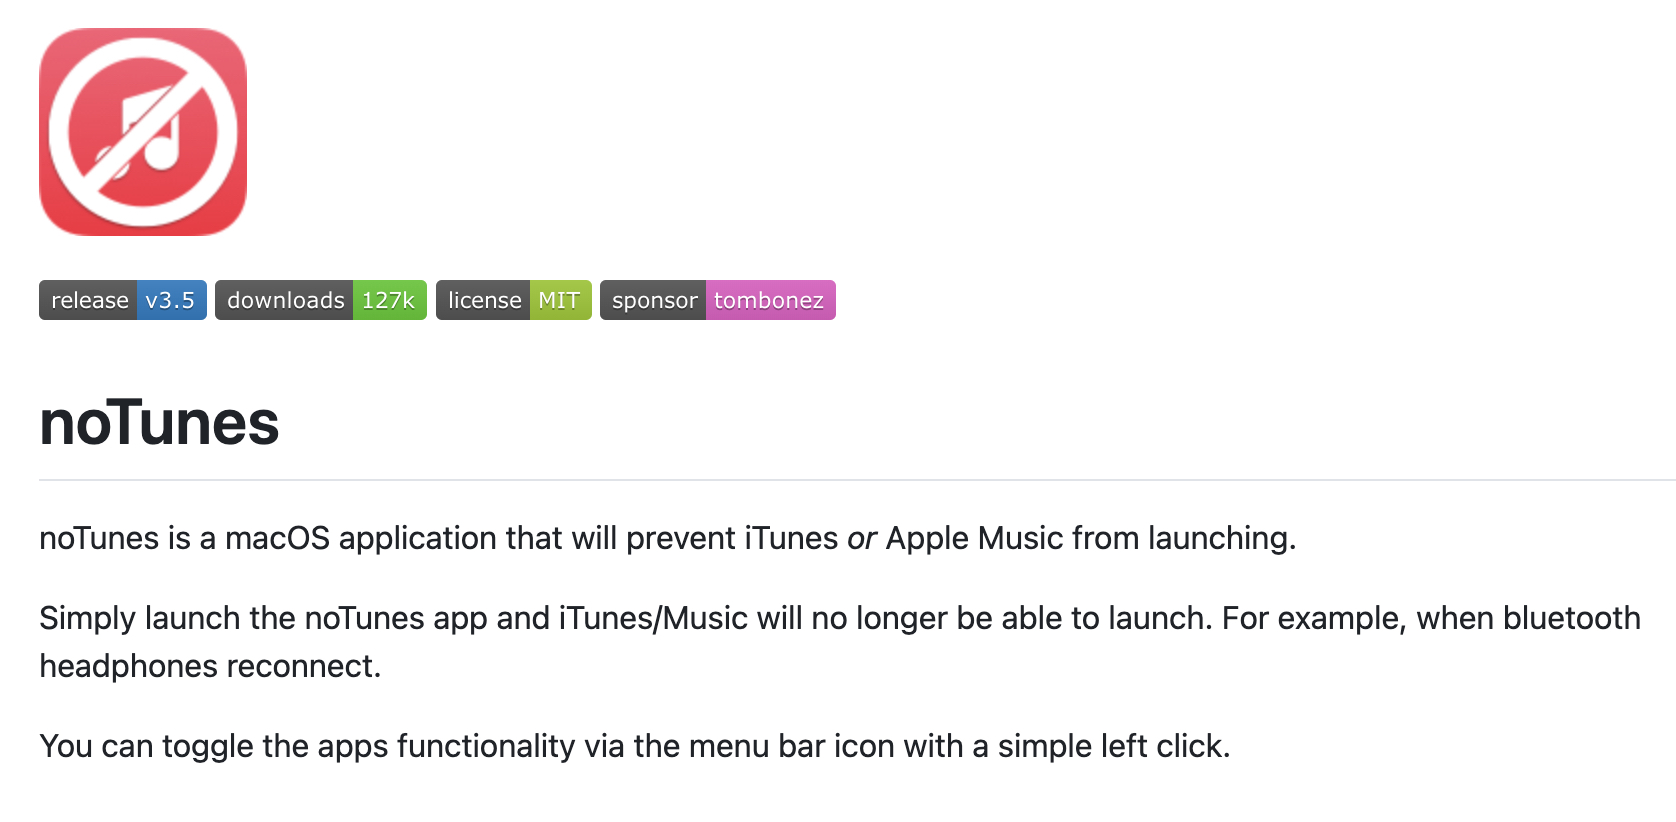 release v3.5 downloads 127k license MIT sponsor tombonez
noTunes
noTunes is a macOS application that will prevent iTunes or Apple Music from launching.
Simply launch the noTunes app and iTunes/Music will no longer be able to launch. For example, when bluetooth
headphones reconnect.
You can toggle the apps functionality via the menu bar icon with a simple left click.